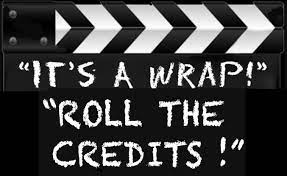 “IT'S A WRAP!”
“ROLL THE
CREDITS !”